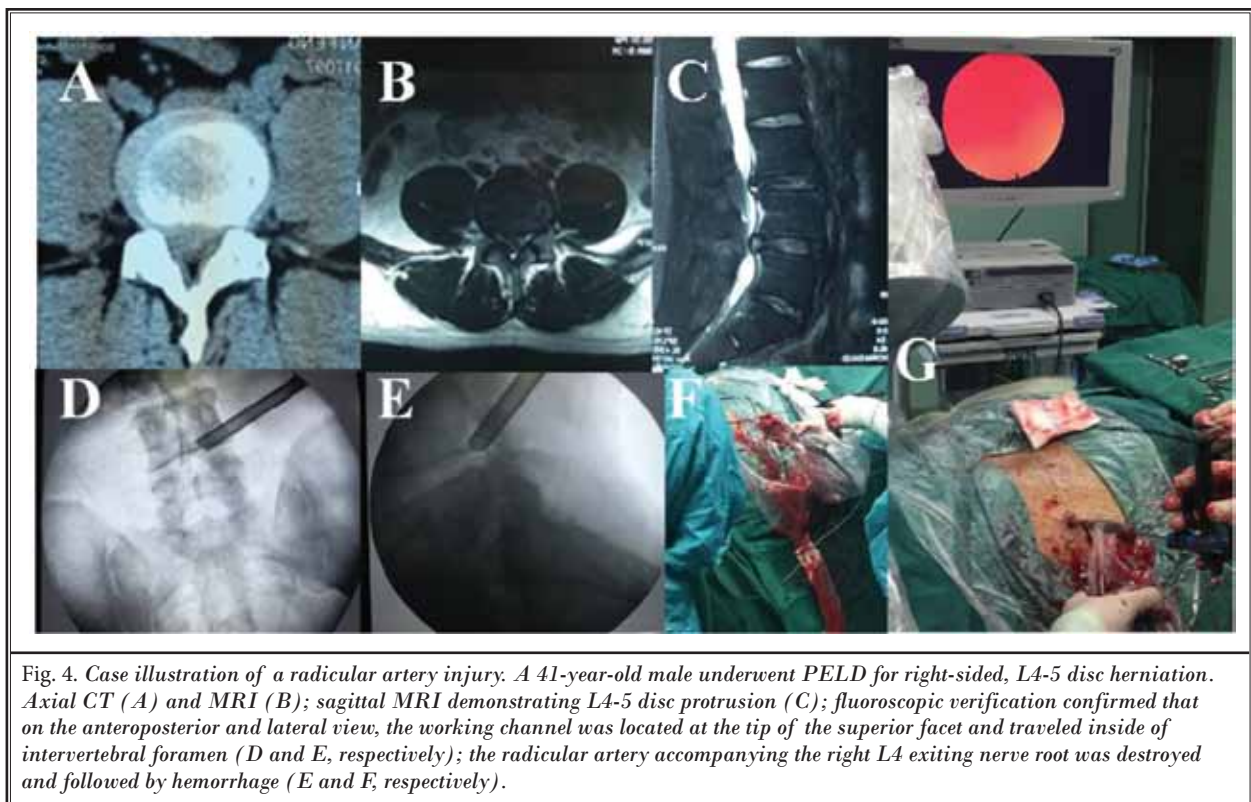 A
B
C
D
E
F
G
Fig. 4. Case illustration of a radicular artery injury. A 41-year-old male underwent PELD for right-sided, L4-5 disc herniation.
Axial CT (A) and MRI (B); sagittal MRI demonstrating L4-5 disc protrusion (C); fluoroscopic verification confirmed that
on the anteroposterior and lateral view, the working channel was located at the tip of the superior facet and traveled inside of
intervertebral foramen (D and E, respectively); the radicular artery accompanying the right L4 exiting nerve root was destroyed
and followed by hemorrhage (E and F, respectively).